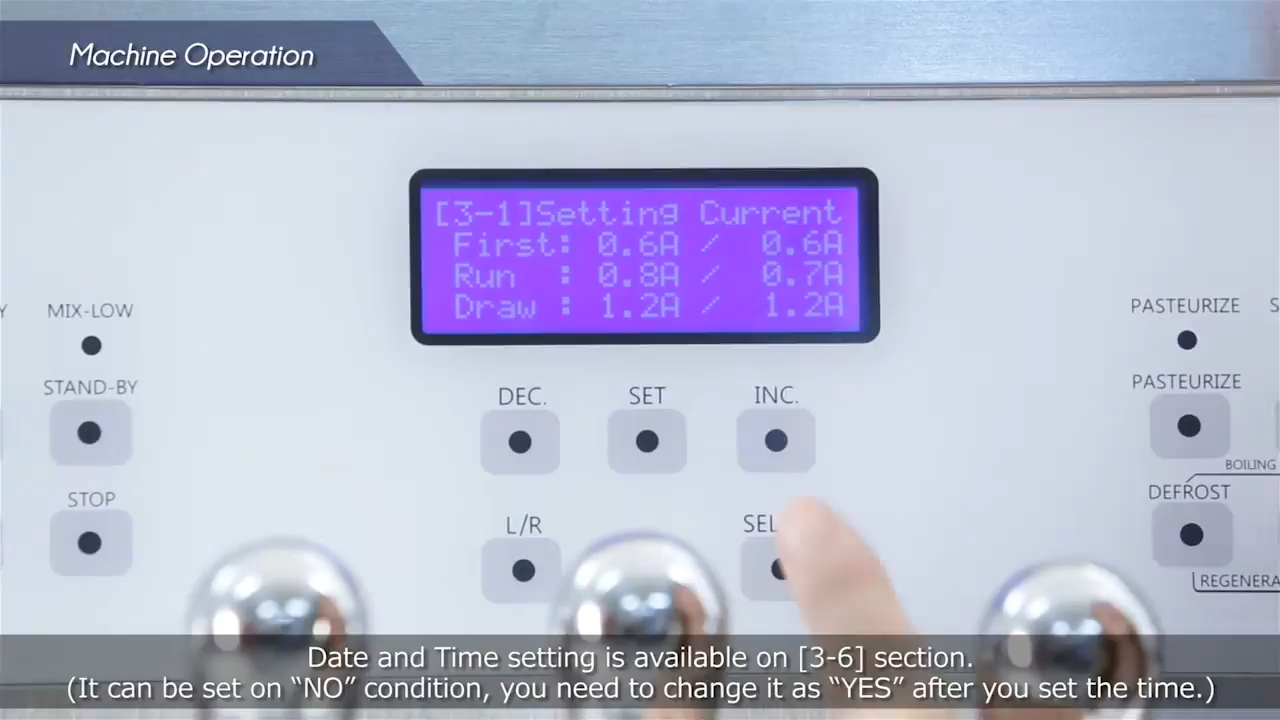 Machine Operation
[3-1]Setting Current
First: 0.6A / 0.6A
Run : 0.8A / 0.7A
Draw : 1.2A / 1.2A
MIX-LOW
STAND-BY
STOP
DEC.
SET
INC.
L/R
SEL
PASTEURIZE
PASTEURIZE
BOILING
DEFROST
REGENERA
Date and Time setting is available on [3-6] section.
(It can be set on “NO” condition, you need to change it as “YES” after you set the time.)